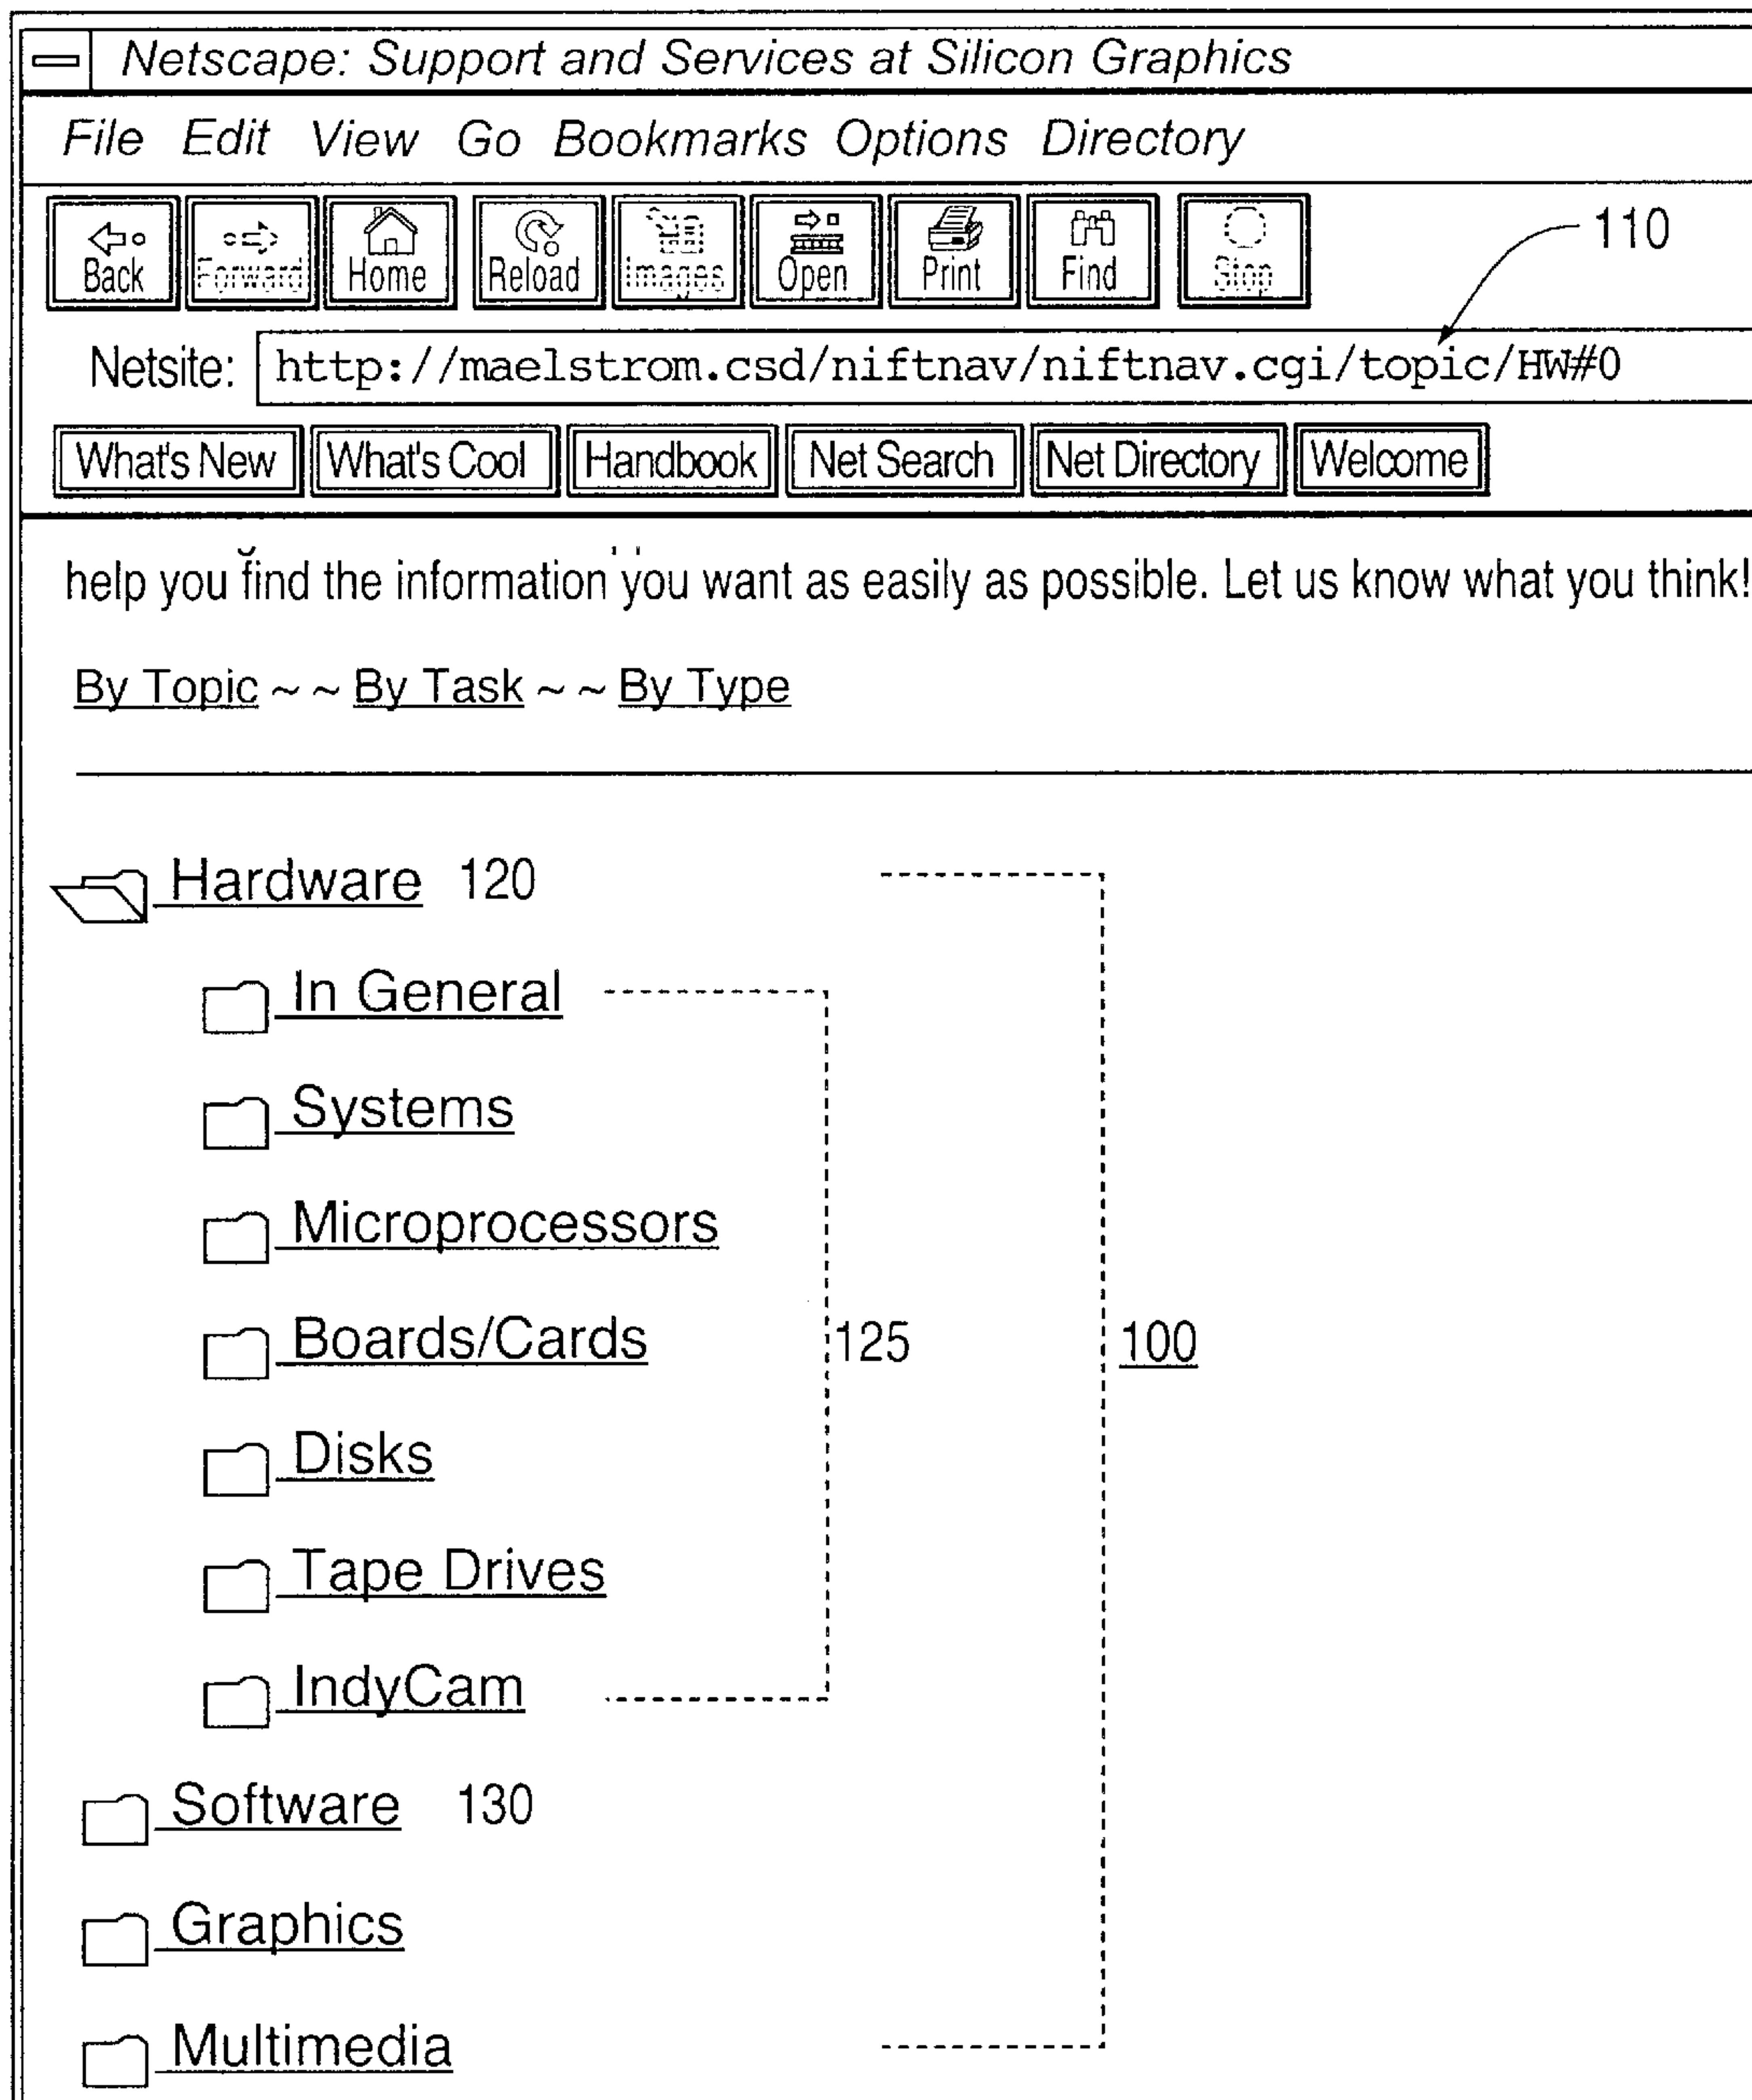 Netscape: Support and Services at Silicon Graphics
File Edit View Go Bookmarks Options Directory
Back Forward Home Reload Images Open Print Find Stop
110
Netsite: http://maelstrom.csd/niftnav/niftnav.cgi/topic/HW#0
What's New What's Cool Handbook Net Search Net Directory Welcome
help you find the information you want as easily as possible. Let us know what you think!
By Topic ~ ~ By Task ~ ~ By Type
Hardware 120
In General
Systems
Microprocessors
Boards/Cards 125 100
Disks
Tape Drives
IndyCam
Software 130
Graphics
Multimedia